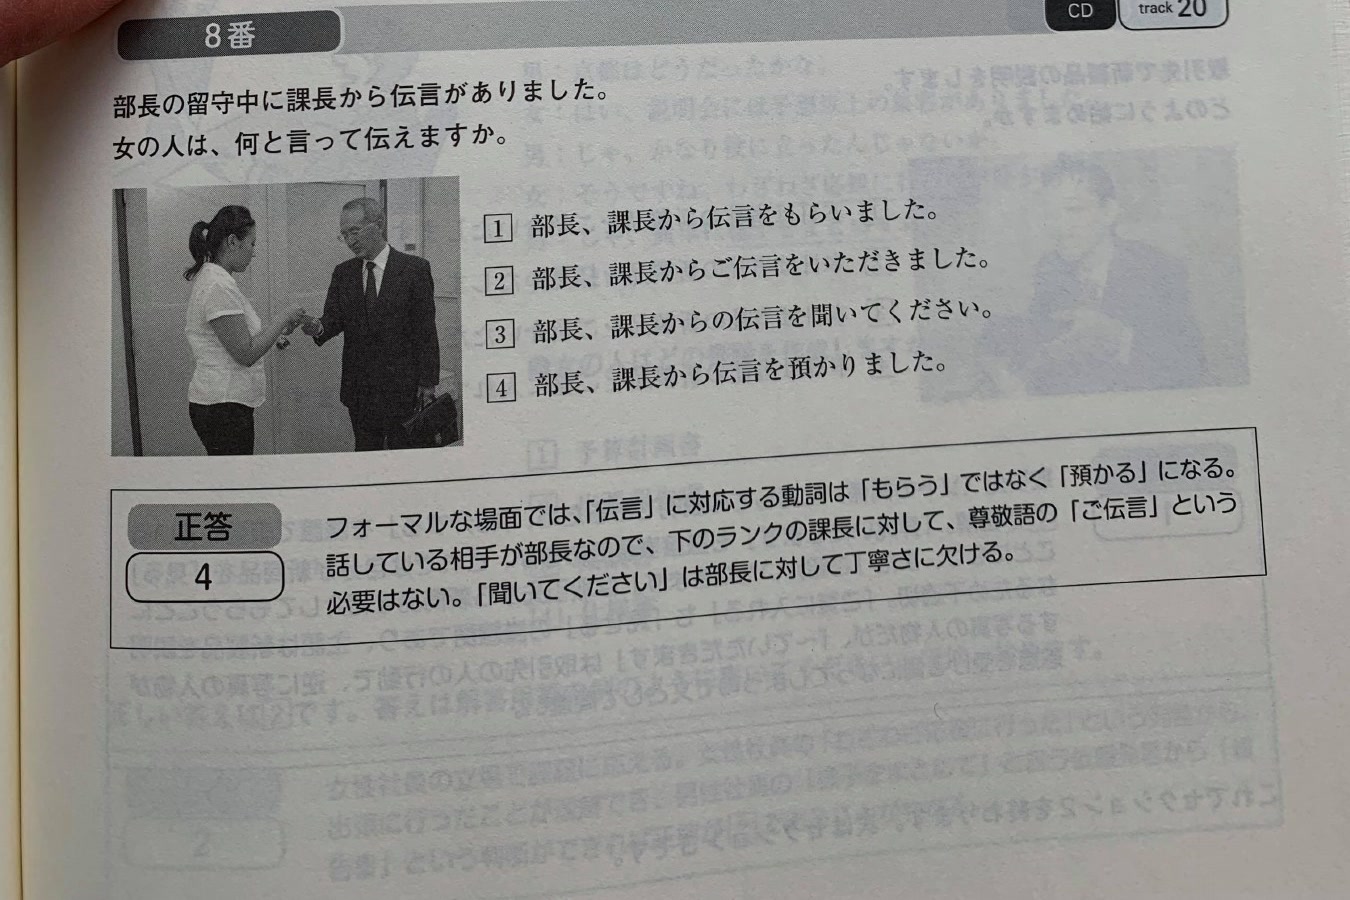 8番
CD track 20
部長の留守中に課長から伝言がありました。
女の人は、何と言って伝えますか。
1 部長、課長から伝言をもらいました。
2 部長、課長からご伝言をいただきました。
3 部長、課長からの伝言を聞いてください。
4 部長、課長から伝言を預かりました。
正答
4
フォーマルな場面では、「伝言」に対応する動詞は「もらう」ではなく「預かる」になる。
話している相手が部長なので、下のランクの課長に対して、尊敬語の「ご伝言」という
必要はない。「聞いてください」は部長に対して丁寧さに欠ける。